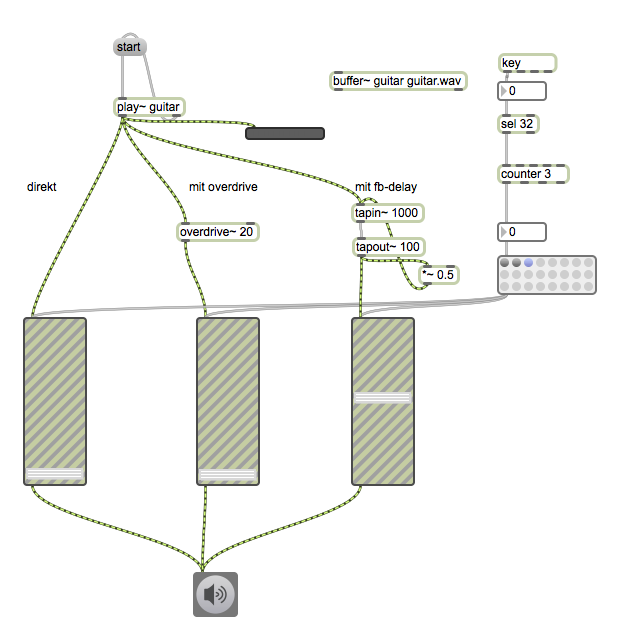 start
key
buffer~ guitar guitar.wav
0
play~ guitar
sel 32
counter 3
direkt
mit overdrive
mit fb-delay
tapin~ 1000
overdrive~ 20
0
tapout~ 100
*~ 0.5